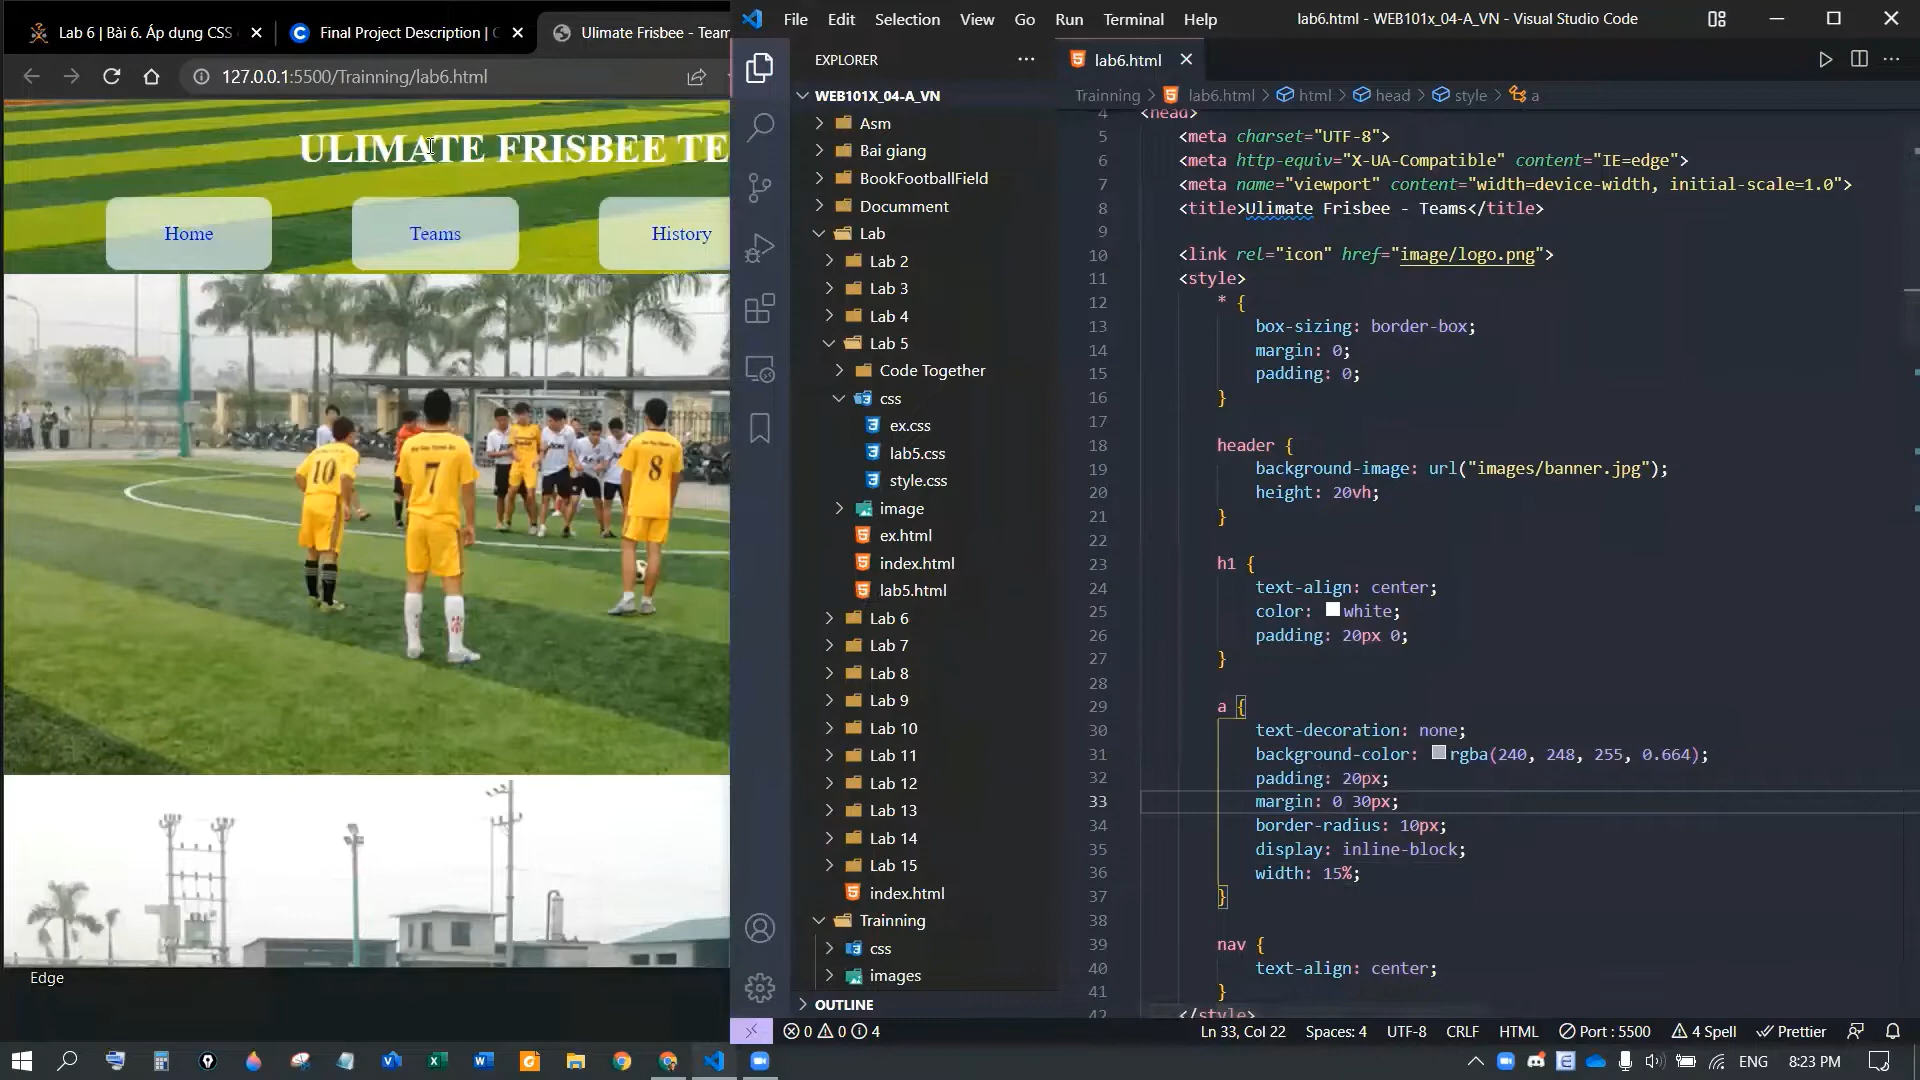 Lab 6 | Bài 6. Áp dụng CSS
Final Project Description | C
Ulimate Frisbee - Team
127.0.0.1:5500/Trainning/lab6.html
ULIMATE FRISBEE TE
Home
Teams
History
10
7
8
Edge
File Edit Selection View Go Run Terminal Help
lab6.html - WEB101x_04-A_VN - Visual Studio Code
EXPLORER
WEB101X_04-A_VN
Asm
Bai giang
BookFootballField
Documment
Lab
Lab 2
Lab 3
Lab 4
Lab 5
Code Together
css
ex.css
lab5.css
style.css
image
ex.html
index.html
lab5.html
Lab 6
Lab 7
Lab 8
Lab 9
Lab 10
Lab 11
Lab 12
Lab 13
Lab 14
Lab 15
index.html
Trainning
css
images
OUTLINE
lab6.html
Trainning > lab6.html > html > head > style > a
4 <head>
5 <meta charset="UTF-8">
6 <meta http-equiv="X-UA-Compatible" content="IE=edge">
7 <meta name="viewport" content="width=device-width, initial-scale=1.0">
8 <title>Ulimate Frisbee - Teams</title>
9
10 <link rel="icon" href="image/logo.png">
11 <style>
12 * {
13 box-sizing: border-box;
14 margin: 0;
15 padding: 0;
16 }
17
18 header {
19 background-image: url("images/banner.jpg");
20 height: 20vh;
21 }
22
23 h1 {
24 text-align: center;
25 color: white;
26 padding: 20px 0;
27 }
28
29 a {
30 text-decoration: none;
31 background-color: rgba(240, 248, 255, 0.664);
32 padding: 20px;
33 margin: 0 30px;
34 border-radius: 10px;
35 display: inline-block;
36 width: 15%;
37 }
38
39 nav {
40 text-align: center;
41 }
42 </style>
0 0 4
Ln 33, Col 22 Spaces: 4 UTF-8 CRLF HTML Port : 5500 4 Spell Prettier
ENG 8:23 PM